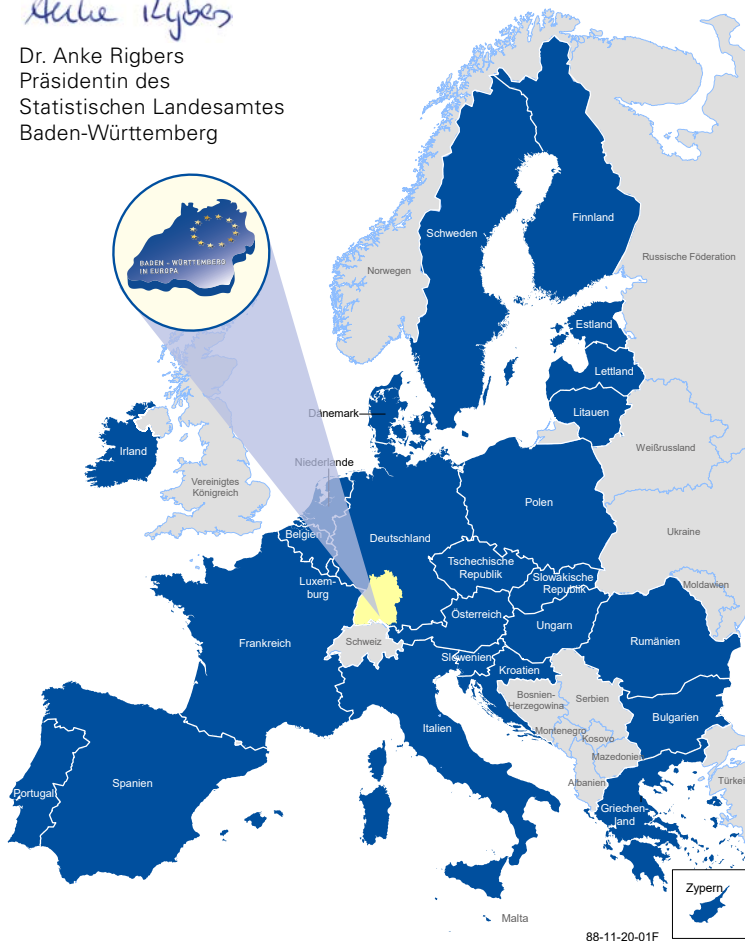 Anke Rigbers
Dr. Anke Rigbers
Präsidentin des
Statistischen Landesamtes
Baden-Württemberg
BADEN - WÜRTTEMBERG
IN EUROPA
Finnland
Schweden
Russische Föderation
Norwegen
Estland
Lettland
Dänemark
Litauen
Irland
Weißrussland
Niederlande
Vereinigtes
Königreich
Polen
Ukraine
Belgien
Deutschland
Tschechische
Republik
Slowakische
Republik
Luxem-
burg
Moldawien
Österreich
Ungarn
Frankreich
Schweiz
Rumänien
Slowenien
Kroatien
Bosnien-
Herzegowina
Serbien
Bulgarien
Italien
Montenegro
Kosovo
Mazedonien
Spanien
Albanien
Türkei
Portugal
Griechen-
land
Zypern
Malta
88-11-20-01F